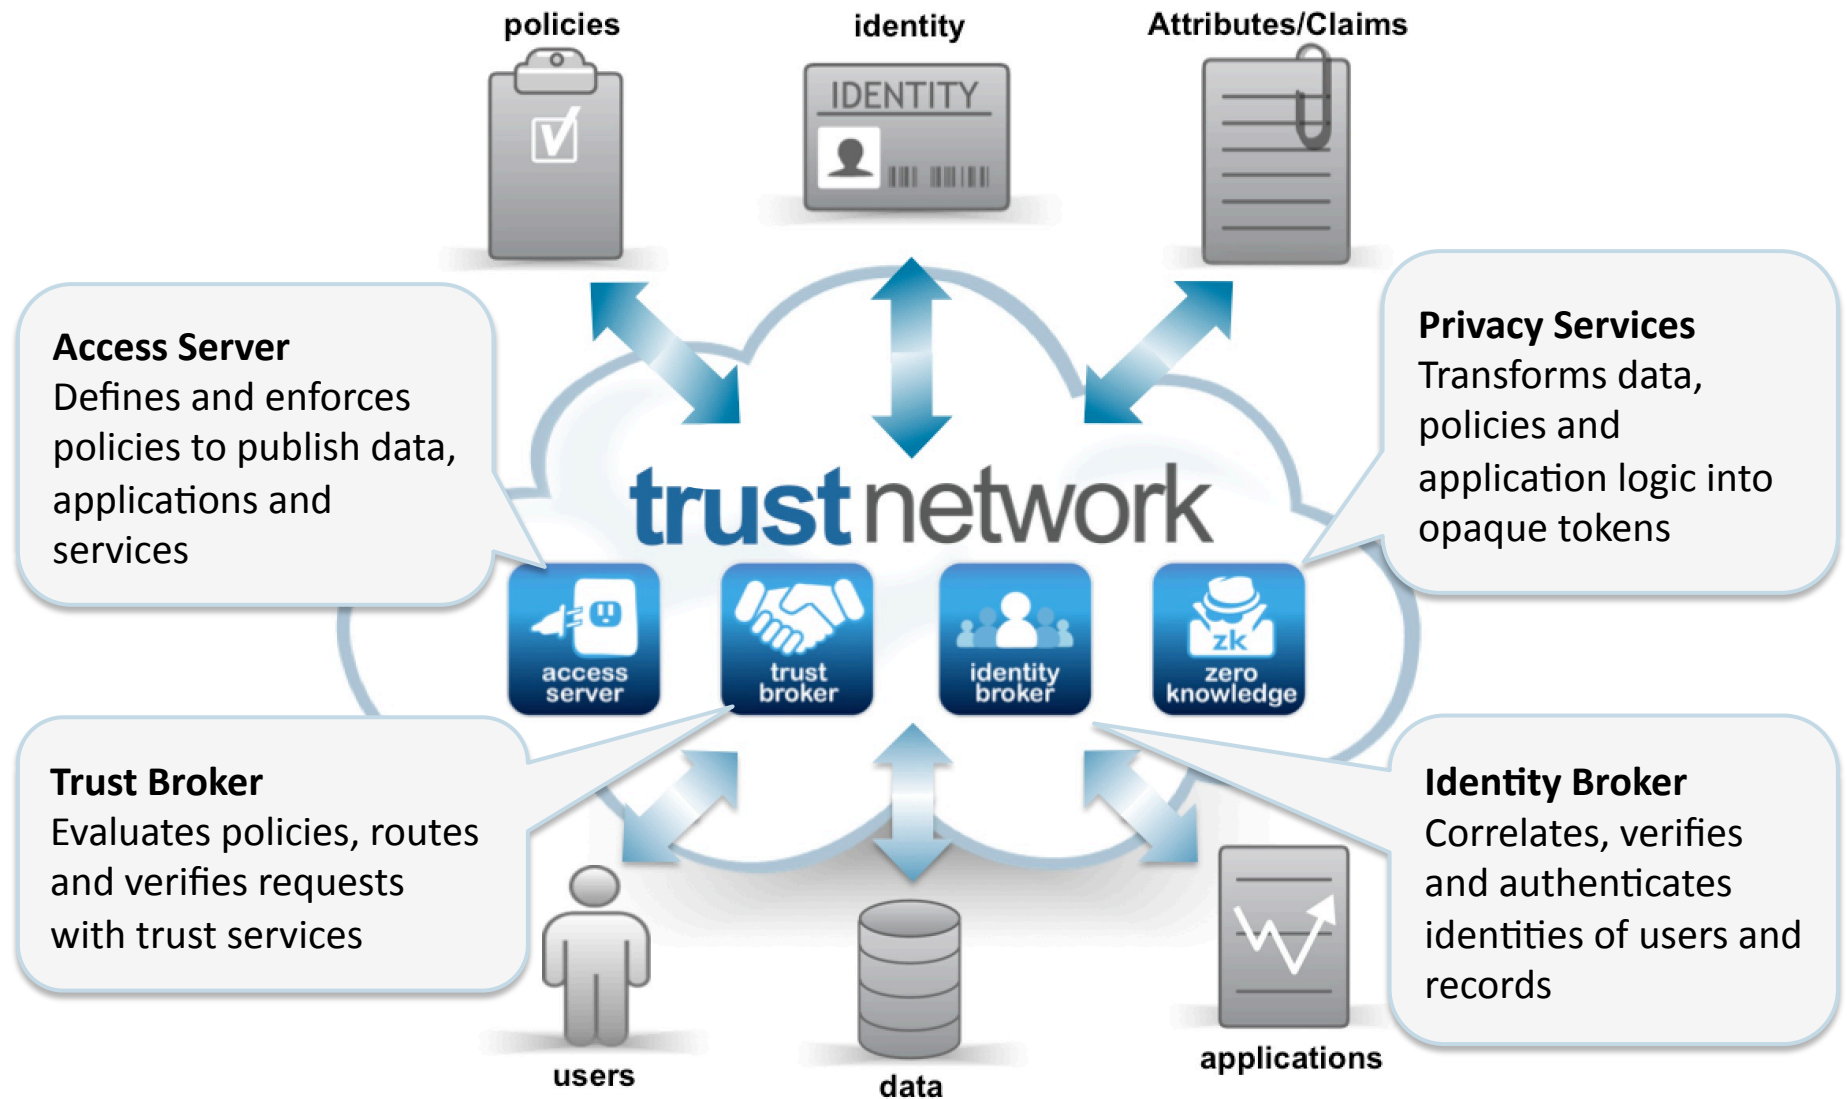 policies
identity
Attributes/Claims
IDENTITY
Access Server
Defines and enforces
policies to publish data,
applications and
services
Privacy Services
Transforms data,
policies and
application logic into
opaque tokens
trust network
access
server
trust
broker
identity
broker
zk
zero
knowledge
Trust Broker
Evaluates policies, routes
and verifies requests
with trust services
Identity Broker
Correlates, verifies
and authenticates
identities of users and
records
users
data
applications